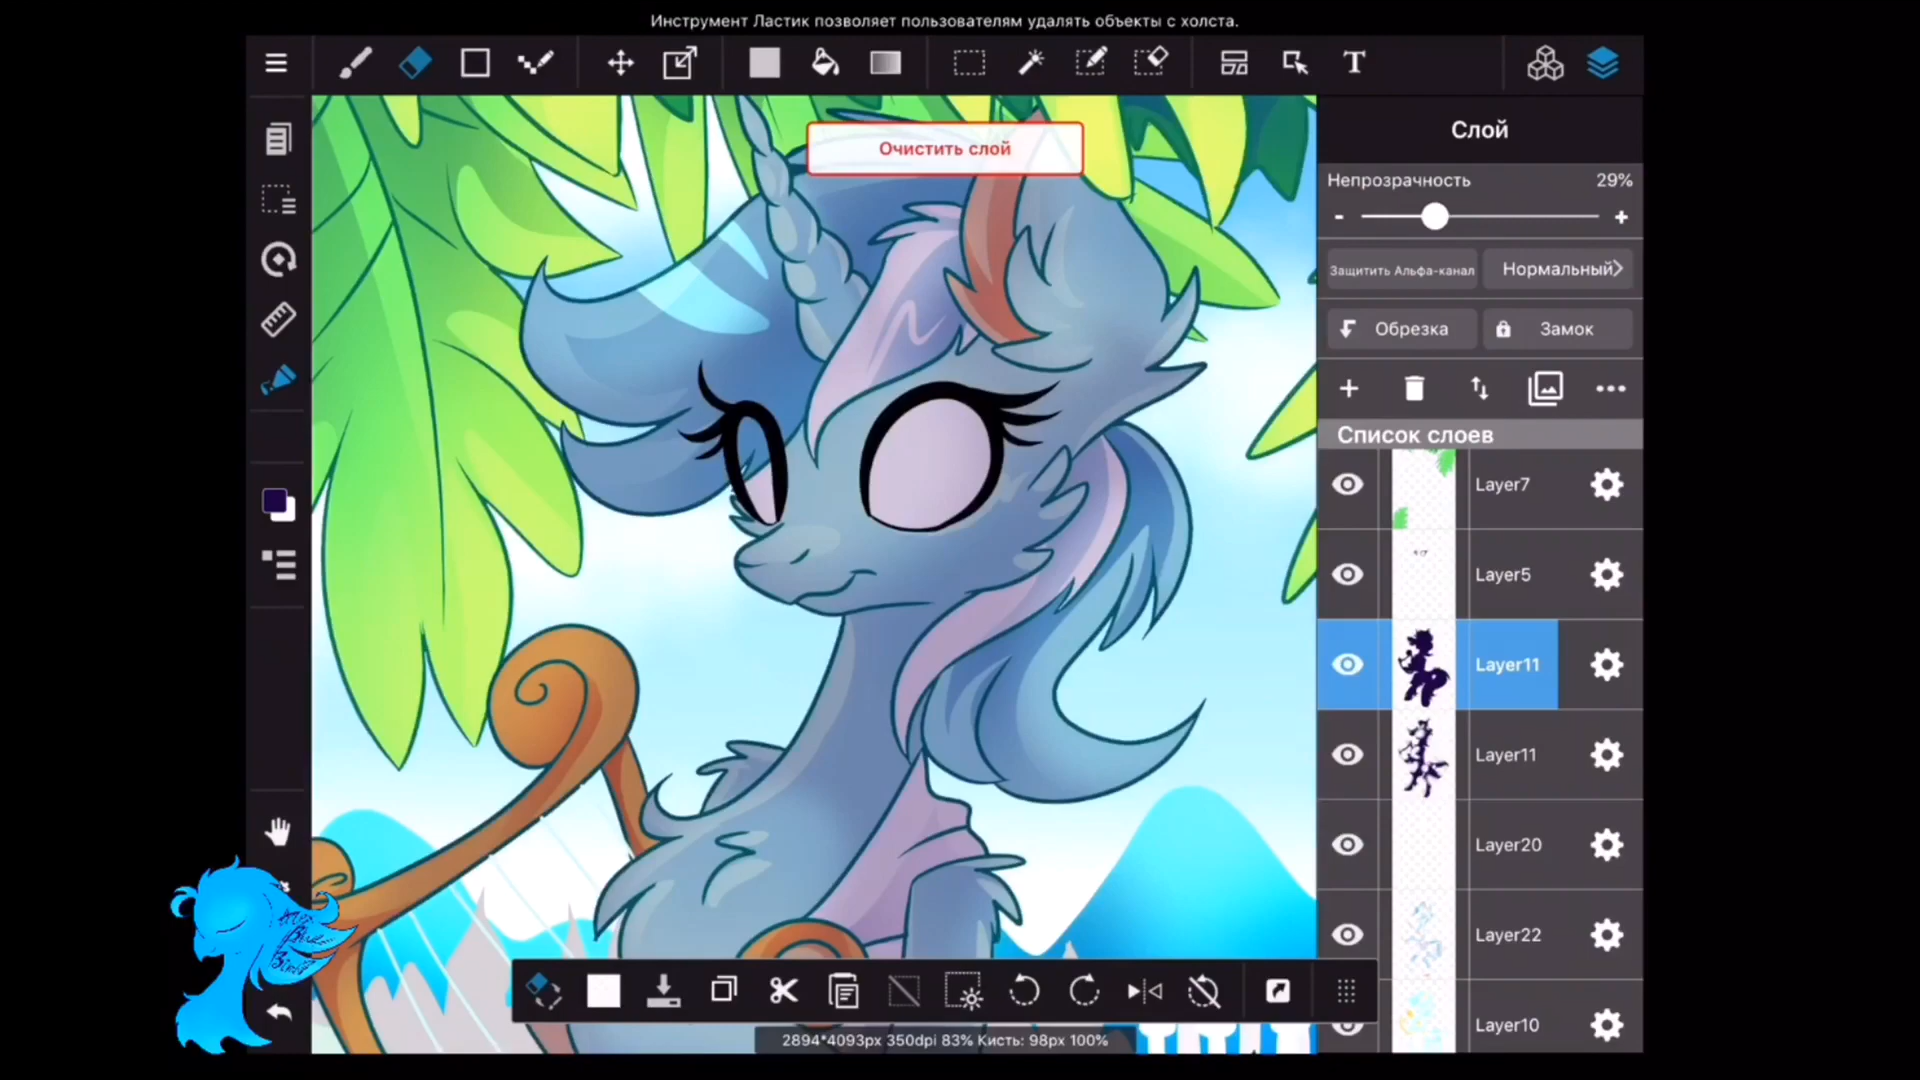 Инструмент Ластик позволяет пользователям удалять объекты с холста.
T
Очистить слой
Слой
Непрозрачность 29%
- +
Защитить Альфа-канал Нормальный
Обрезка Замок
Список слоев
Layer7
Layer5
Layer11
Layer11
Layer20
Layer22
Layer10
2894*4093px 350dpi 83% Кисть: 98px 100%